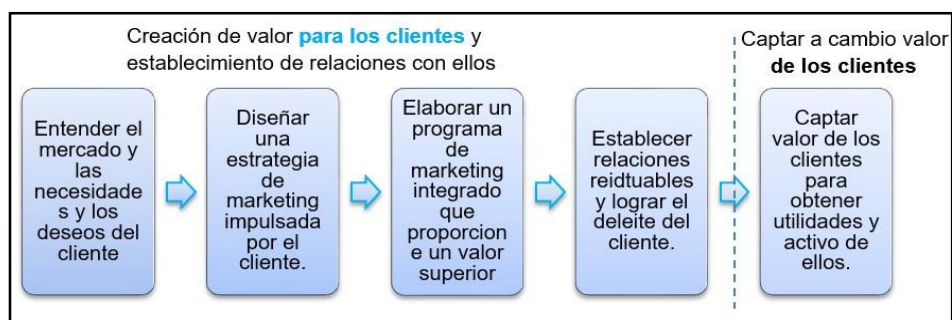 Creación de valor para los clientes y
establecimiento de relaciones con ellos
Captar a cambio valor
de los clientes
Entender el
mercado y
las
necesidade
s y los
deseos del
cliente
Diseñar
una
estrategia
de
marketing
impulsada
por el
cliente.
Elaborar un
programa
de
marketing
integrado
que
proporcion
e un valor
superior
Establecer
relaciones
reidtuables
y lograr el
deleite del
cliente.
Captar
valor de los
clientes
para
obtener
utilidades y
activo de
ellos.